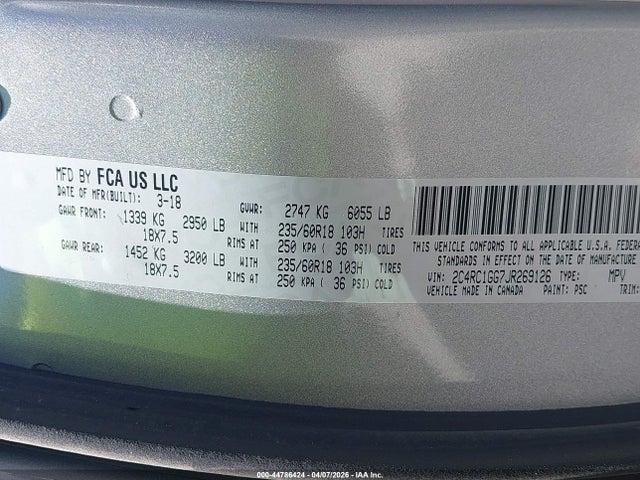 MFD BY FCA US LLC
DATE OF MFR(BUILT): 3-18 GVWR: 2747 KG 6055 LB
GAWR FRONT: 1339 KG 2950 LB WITH 235/60R18 103H TIRES
18X7.5 RIMS AT 250 KPA ( 36 PSI) COLD
GAWR REAR: 1452 KG 3200 LB WITH 235/60R18 103H TIRES
18X7.5 RIMS AT 250 KPA ( 36 PSI) COLD
THIS VEHICLE CONFORMS TO ALL APPLICABLE U.S.A. FEDERA
STANDARDS IN EFFECT ON THE DATE OF MANUFACTURE
VIN: 2C4RC1GG7JR269126 TYPE: MPV
VEHICLE MADE IN CANADA PAINT: PSC TRIM:
000-44786424 - 04/07/2026 - IAA Inc.